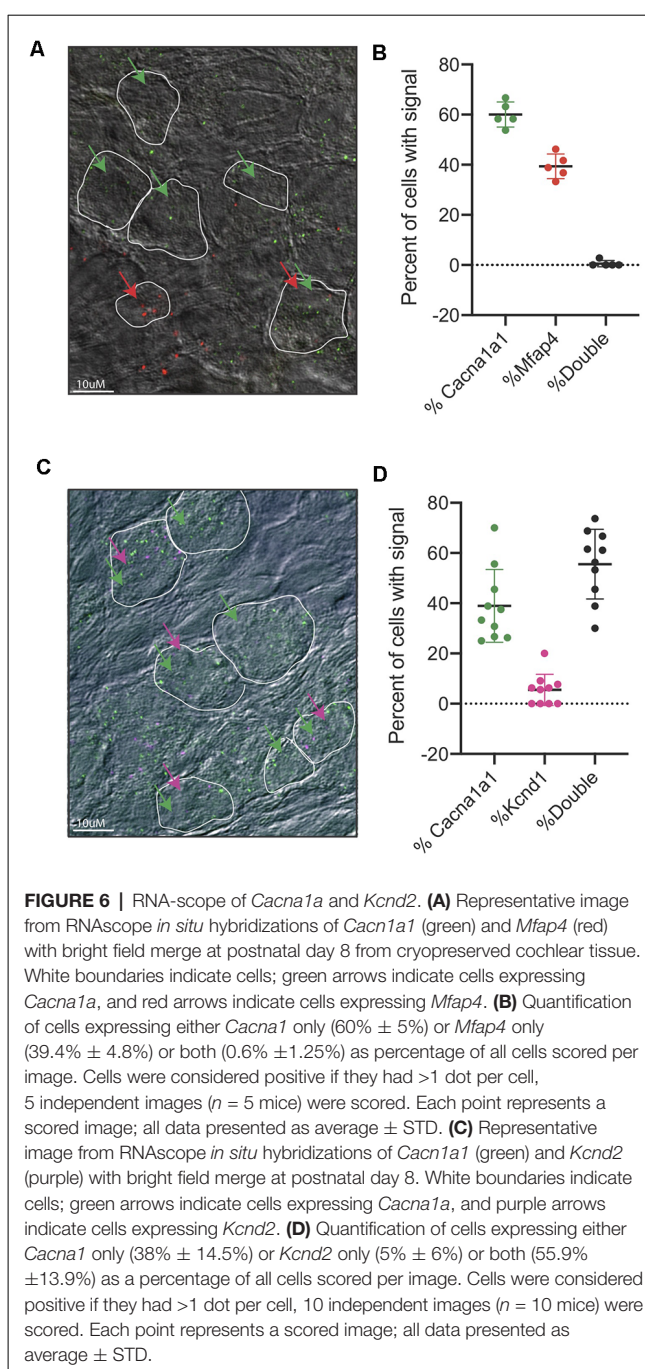 A
10uM
B
Percent of cells with signal
80
60
40
20
0
-20
% Cacna1a1
%Mfap4
%Double
C
10uM
D
Percent of cells with signal
80
60
40
20
0
-20
% Cacna1a1
%Kcnd1
%Double
FIGURE 6 | RNA-scope of Cacna1a and Kcnd2. (A) Representative image
from RNAscope in situ hybridizations of Cacn1a1 (green) and Mfap4 (red)
with bright field merge at postnatal day 8 from cryopreserved cochlear tissue.
White boundaries indicate cells; green arrows indicate cells expressing
Cacna1a, and red arrows indicate cells expressing Mfap4. (B) Quantification
of cells expressing either Cacna1 only (60% ± 5%) or Mfap4 only
(39.4% ± 4.8%) or both (0.6% ±1.25%) as percentage of all cells scored per
image. Cells were considered positive if they had >1 dot per cell,
5 independent images (n = 5 mice) were scored. Each point represents a
scored image; all data presented as average ± STD. (C) Representative
image from RNAscope in situ hybridizations of Cacn1a1 (green) and Kcnd2
(purple) with bright field merge at postnatal day 8. White boundaries indicate
cells; green arrows indicate cells expressing Cacna1a, and purple arrows
indicate cells expressing Kcnd2. (D) Quantification of cells expressing either
Cacna1 only (38% ± 14.5%) or Kcnd2 only (5% ± 6%) or both (55.9%
±13.9%) as a percentage of all cells scored per image. Cells were considered
positive if they had >1 dot per cell, 10 independent images (n = 10 mice) were
scored. Each point represents a scored image; all data presented as
average ± STD.